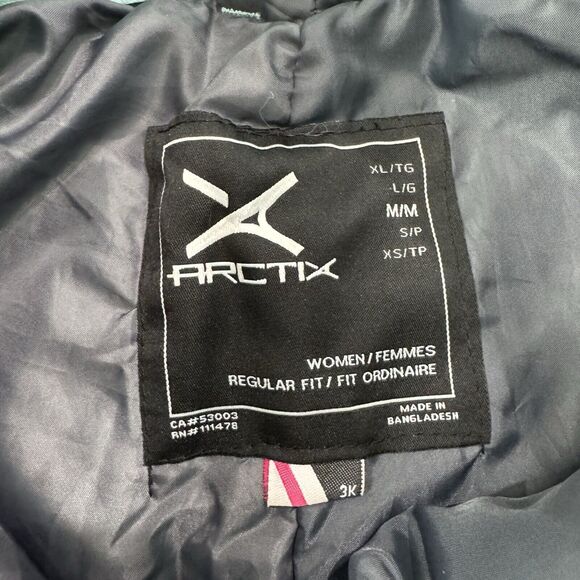 XL/TG
L/G
M/M
S/P
XS/TP
ARCTIX
WOMEN/FEMMES
REGULAR FIT/ FIT ORDINAIRE
CA#53003
RN#111478
MADE IN
BANGLADESH
3K